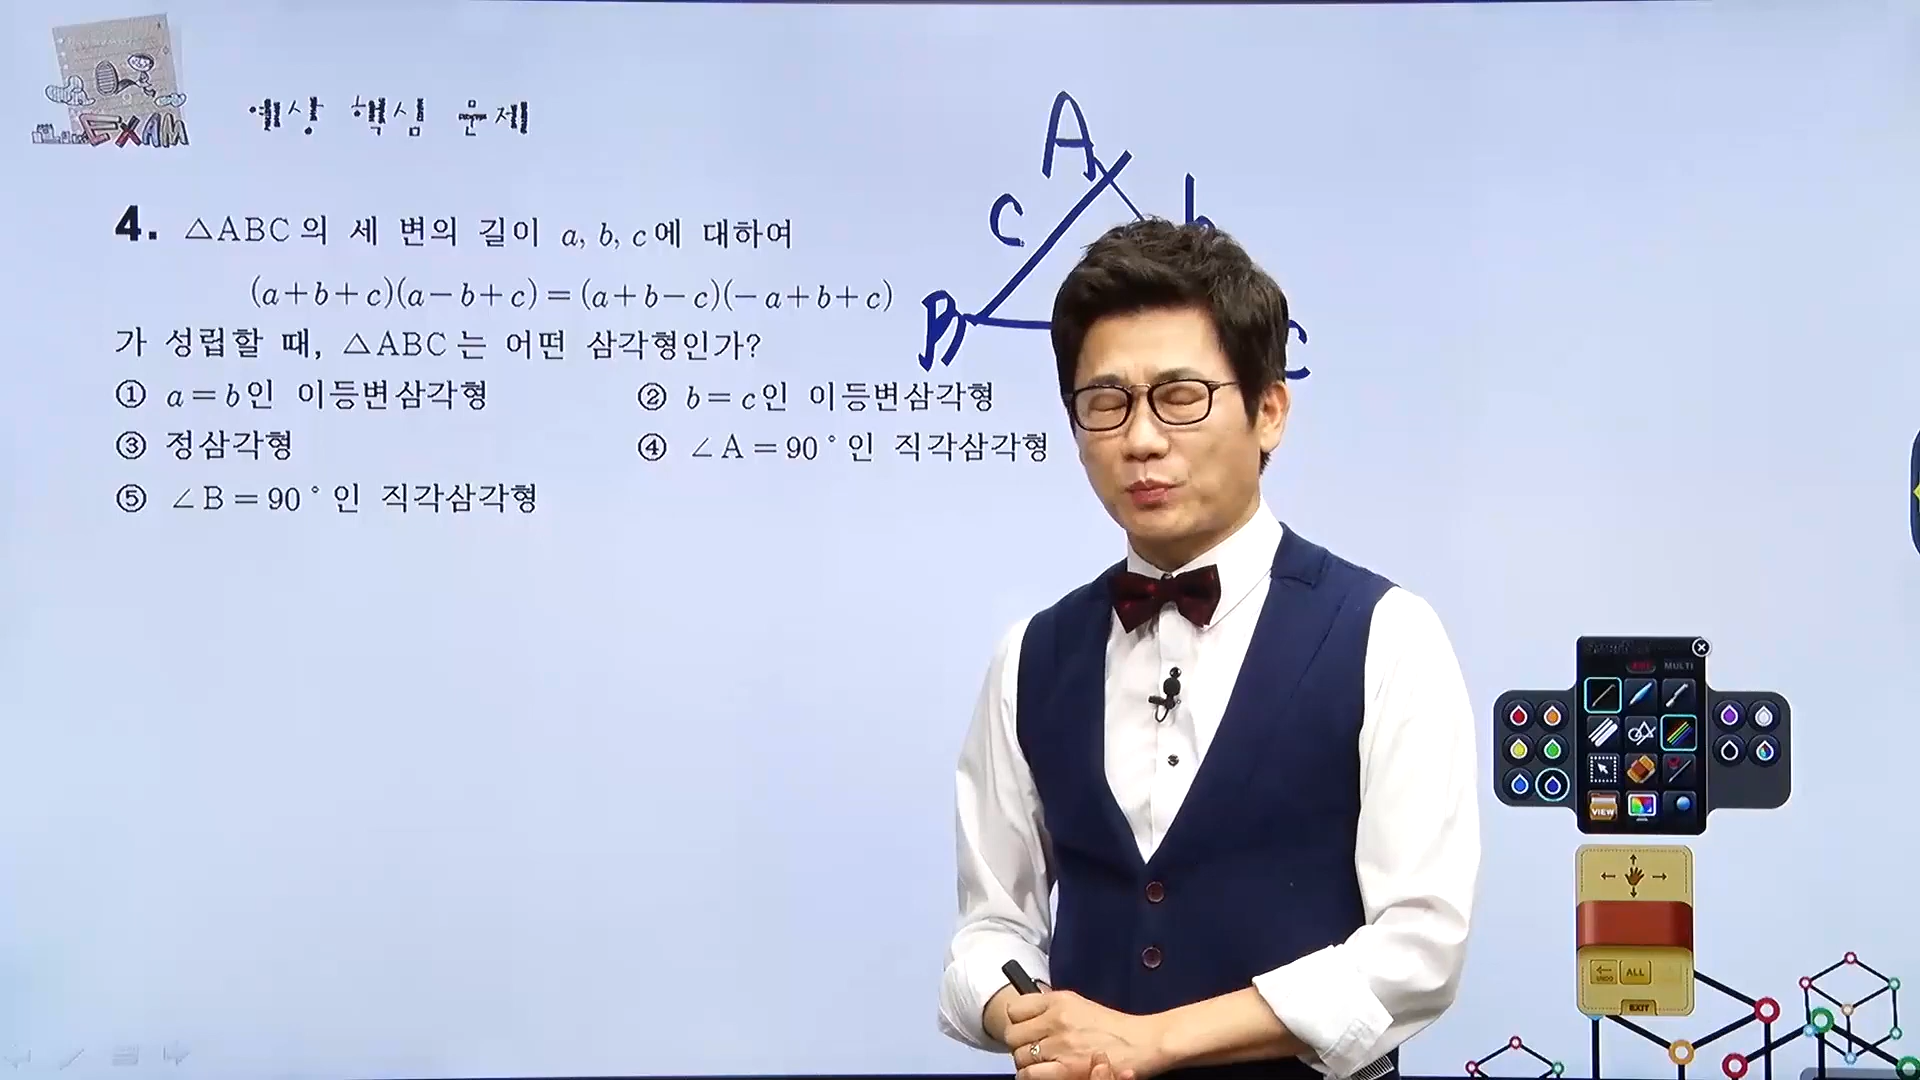 EXAM
예상 핵심 문제
4. △ABC의 세 변의 길이 a, b, c에 대하여
(a+b+c)(a−b+c)=(a+b−c)(−a+b+c)
가 성립할 때, △ABC는 어떤 삼각형인가?
① a=b인 이등변삼각형 ② b=c인 이등변삼각형
③ 정삼각형 ④ ∠A=90°인 직각삼각형
⑤ ∠B=90°인 직각삼각형
A
c b
B C
MULTI
VIEW
UNDO ALL
EXIT